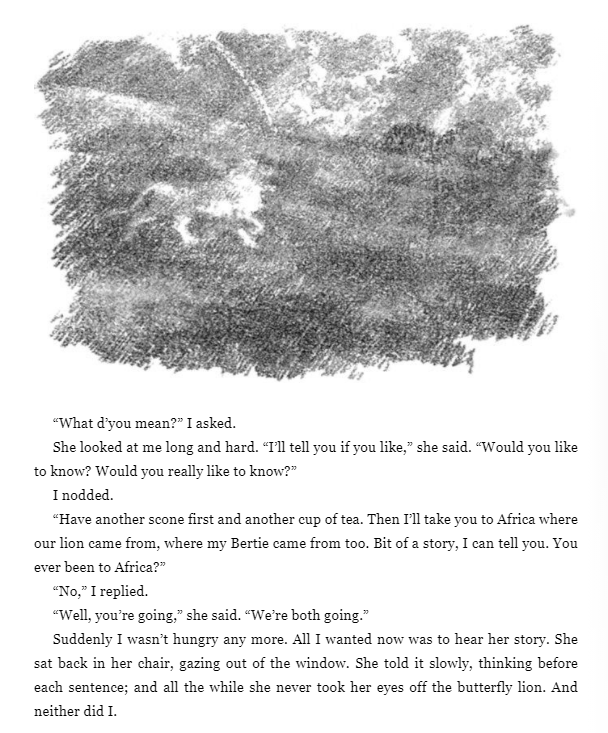 “What d’you mean?” I asked.
She looked at me long and hard. “I’ll tell you if you like,” she said. “Would you like
to know? Would you really like to know?”
I nodded.
“Have another scone first and another cup of tea. Then I’ll take you to Africa where
our lion came from, where my Bertie came from too. Bit of a story, I can tell you. You
ever been to Africa?”
“No,” I replied.
“Well, you’re going,” she said. “We’re both going.”
Suddenly I wasn’t hungry any more. All I wanted now was to hear her story. She
sat back in her chair, gazing out of the window. She told it slowly, thinking before
each sentence; and all the while she never took her eyes off the butterfly lion. And
neither did I.